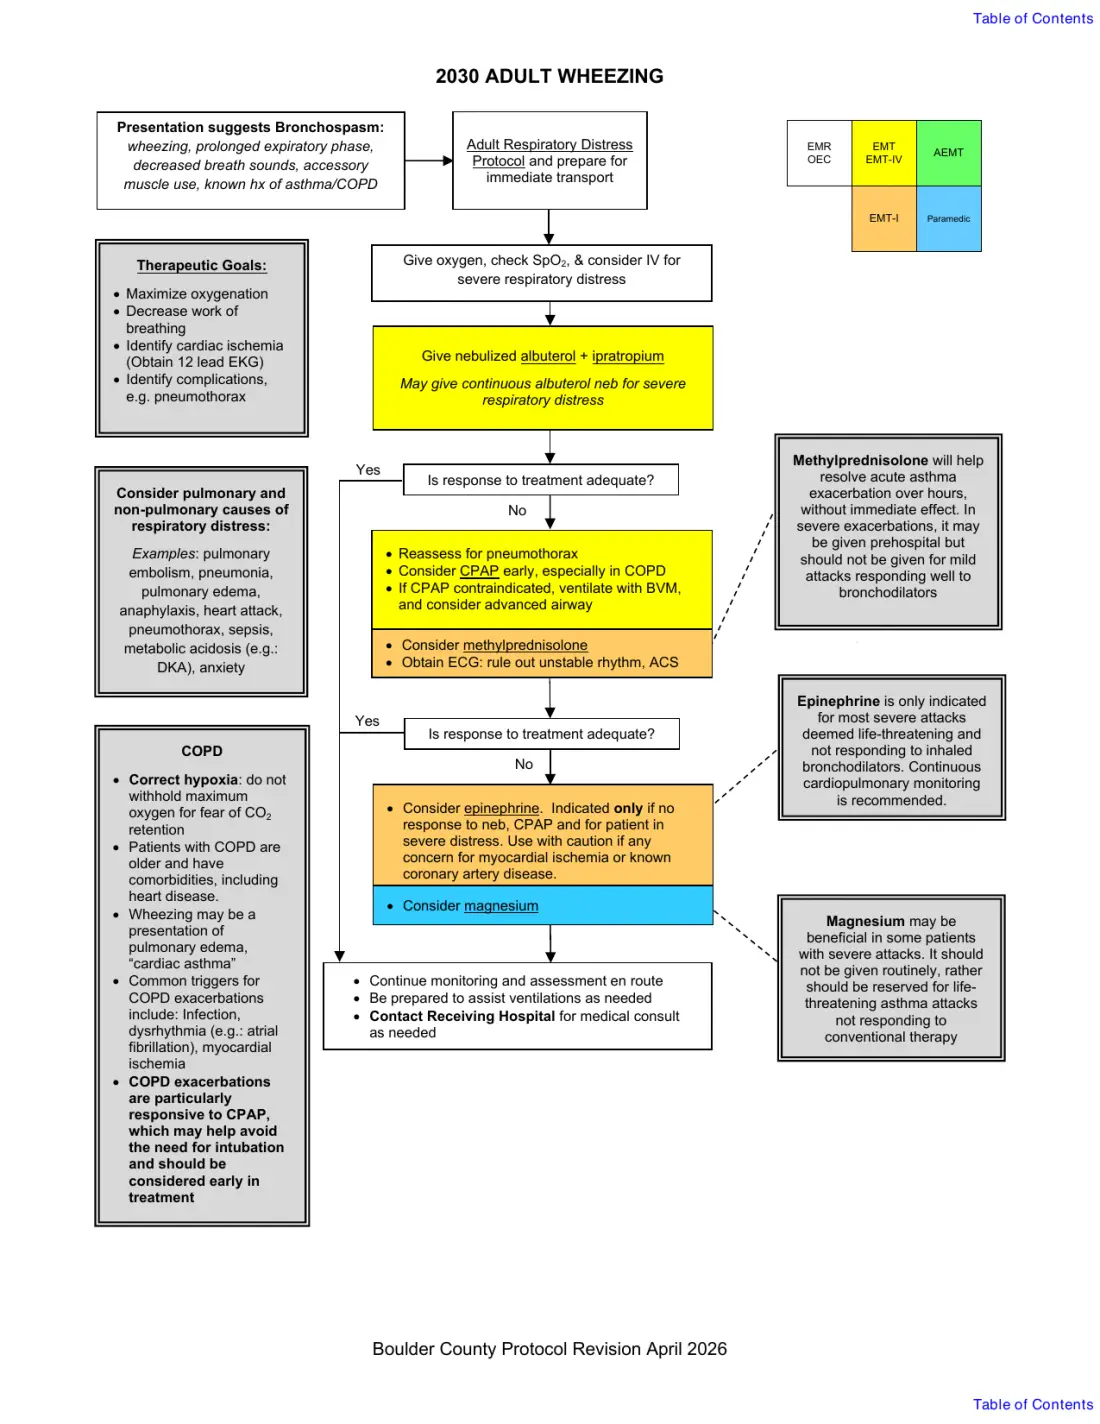 Table of Contents
2030 ADULT WHEEZING
Presentation suggests Bronchospasm:
wheezing, prolonged expiratory phase,
decreased breath sounds, accessory
muscle use, known hx of asthma/COPD
Adult Respiratory Distress
Protocol and prepare for
immediate transport
EMR
OEC
EMT
EMT-IV
AEMT
EMT-I
Paramedic
Therapeutic Goals:
• Maximize oxygenation
• Decrease work of
breathing
• Identify cardiac ischemia
(Obtain 12 lead EKG)
• Identify complications,
e.g. pneumothorax
Give oxygen, check SpO₂, & consider IV for
severe respiratory distress
Give nebulized albuterol + ipratropium
May give continuous albuterol neb for severe
respiratory distress
Yes
Is response to treatment adequate?
No
Consider pulmonary and
non-pulmonary causes of
respiratory distress:
Examples: pulmonary
embolism, pneumonia,
pulmonary edema,
anaphylaxis, heart attack,
pneumothorax, sepsis,
metabolic acidosis (e.g.:
DKA), anxiety
• Reassess for pneumothorax
• Consider CPAP early, especially in COPD
• If CPAP contraindicated, ventilate with BVM,
and consider advanced airway
• Consider methylprednisolone
• Obtain ECG: rule out unstable rhythm, ACS
Methylprednisolone will help
resolve acute asthma
exacerbation over hours,
without immediate effect. In
severe exacerbations, it may
be given prehospital but
should not be given for mild
attacks responding well to
bronchodilators
Yes
Is response to treatment adequate?
No
Epinephrine is only indicated
for most severe attacks
deemed life-threatening and
not responding to inhaled
bronchodilators. Continuous
cardiopulmonary monitoring
is recommended.
COPD
• Correct hypoxia: do not
withhold maximum
oxygen for fear of CO₂
retention
• Patients with COPD are
older and have
comorbidities, including
heart disease.
• Wheezing may be a
presentation of
pulmonary edema,
“cardiac asthma”
• Common triggers for
COPD exacerbations
include: Infection,
dysrhythmia (e.g.: atrial
fibrillation), myocardial
ischemia
• COPD exacerbations
are particularly
responsive to CPAP,
which may help avoid
the need for intubation
and should be
considered early in
treatment
• Consider epinephrine. Indicated only if no
response to neb, CPAP and for patient in
severe distress. Use with caution if any
concern for myocardial ischemia or known
coronary artery disease.
• Consider magnesium
Magnesium may be
beneficial in some patients
with severe attacks. It should
not be given routinely, rather
should be reserved for life-
threatening asthma attacks
not responding to
conventional therapy
• Continue monitoring and assessment en route
• Be prepared to assist ventilations as needed
• Contact Receiving Hospital for medical consult
as needed
Boulder County Protocol Revision April 2026
Table of Contents